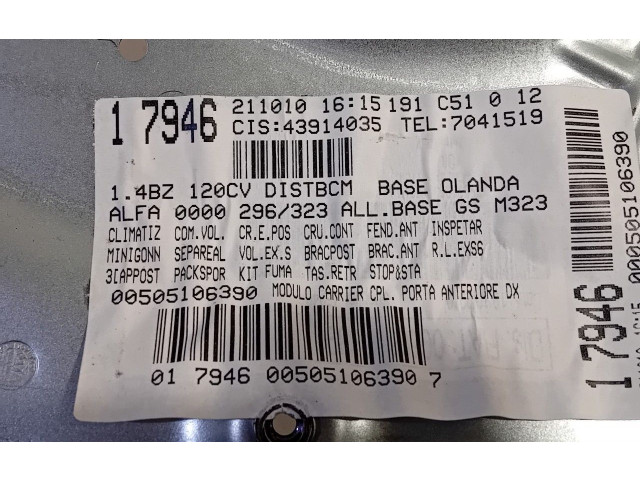 1 7946
211010 16:15 191 C51 0 12
CIS:43914035 TEL:7041519
1.4BZ 120CV DISTBCM BASE OLANDA
ALFA 0000 296/323 ALL.BASE GS M323
CLIMATIZ COM.VOL. CR.E.POS CRU.CONT FEND.ANT INSPETAR
MINIGONN SEPAREAL VOL.EX.S BRACPOST BRAC.ANT R.L.EXS6
3[APPOST PACKSPOR KIT FUMA TAS.RETR STOP&STA
00505106390 MODULO CARRIER CPL. PORTA ANTERIORE DX
01 7946 00505106390 7
1 7946
00505106390